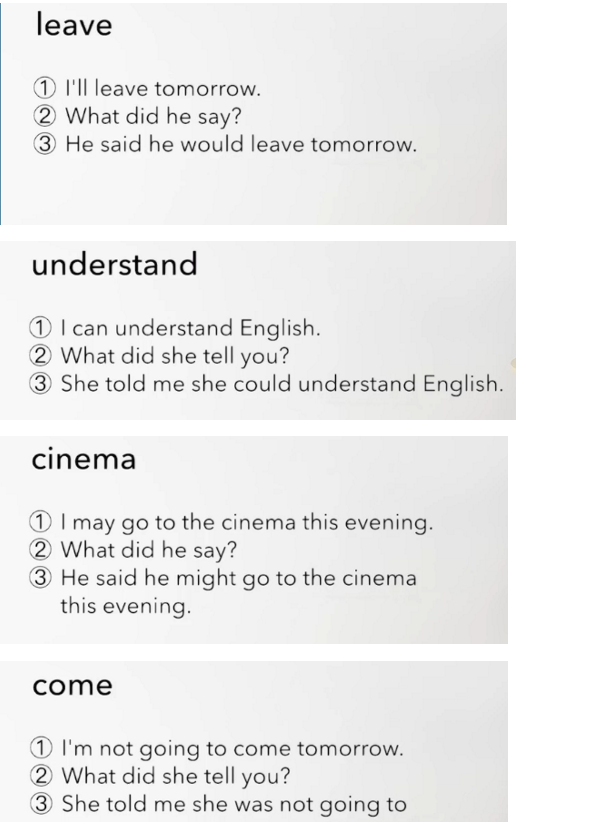 leave
① I'll leave tomorrow.
② What did he say?
③ He said he would leave tomorrow.
understand
① I can understand English.
② What did she tell you?
③ She told me she could understand English.
cinema
① I may go to the cinema this evening.
② What did he say?
③ He said he might go to the cinema
this evening.
come
① I'm not going to come tomorrow.
② What did she tell you?
③ She told me she was not going to